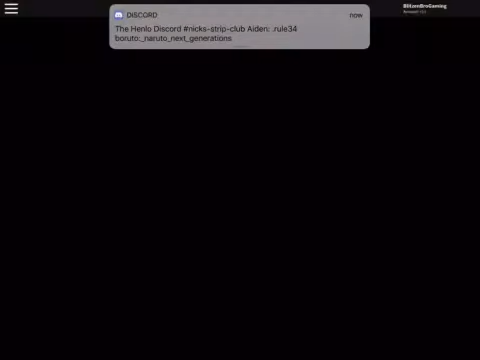 BlitzenBroGaming
DISCORD now
The Henlo Discord #nicks-strip-club Aiden: .rule34
boruto:_naruto_next_generations